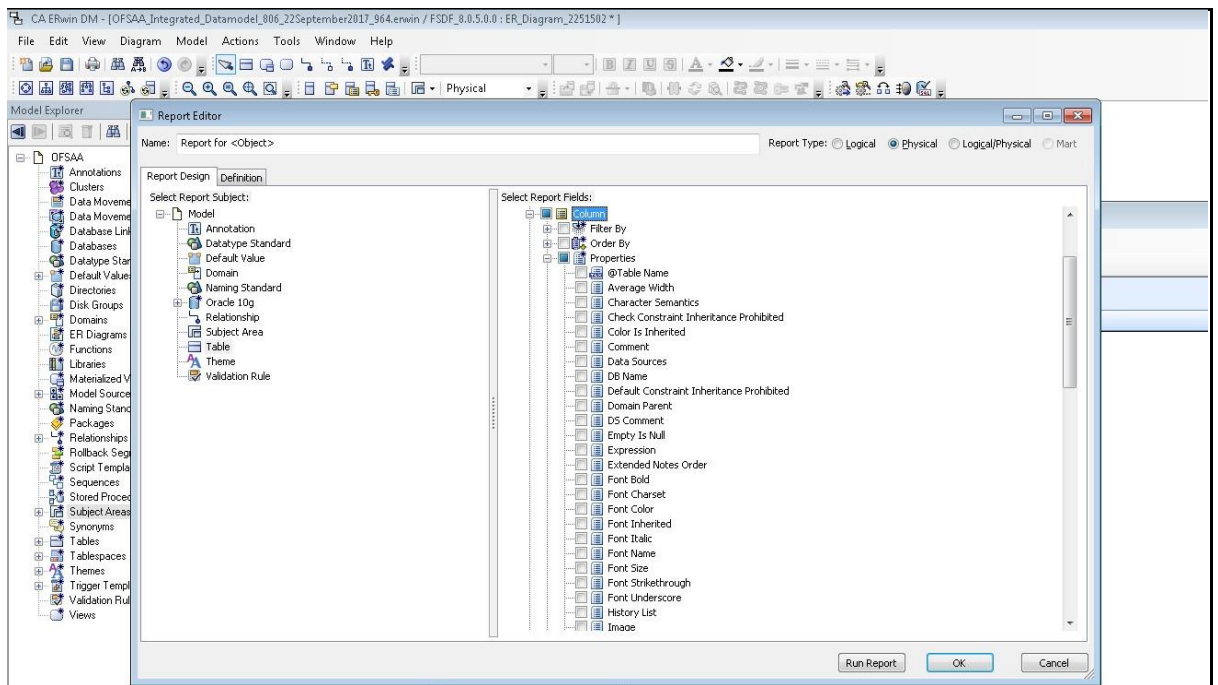 CA ERwin DM - [OFSAA_Integrated_Datamodel_806_22September2017_964.erwin / FSDF_8.0.5.0.0 : ER_Diagram_2251502 * ]
File Edit View Diagram Model Actions Tools Window Help
Physical
Model Explorer
OFSAA
Annotations
Clusters
Data Moveme
Data Moveme
Database Link
Databases
Datatype Star
Default Values
Directories
Disk Groups
Domains
ER Diagrams
Functions
Libraries
Materialized V
Model Source
Naming Stand
Packages
Relationships
Rollback Seg
Script Templa
Sequences
Stored Proced
Subject Areas
Synonyms
Tables
Tablespaces
Themes
Trigger Templ
Validation Rul
Views
Report Editor
Name: Report for <Object>
Report Type: Logical Physical Logical/Physical Mart
Report Design Definition
Select Report Subject:
Model
Annotation
Datatype Standard
Default Value
Domain
Naming Standard
Oracle 10g
Relationship
Subject Area
Table
Theme
Validation Rule
Select Report Fields:
Column
Filter By
Order By
Properties
@Table Name
Average Width
Character Semantics
Check Constraint Inheritance Prohibited
Color Is Inherited
Comment
Data Sources
DB Name
Default Constraint Inheritance Prohibited
Domain Parent
DS Comment
Empty Is Null
Expression
Extended Notes Order
Font Bold
Font Charset
Font Color
Font Inherited
Font Italic
Font Name
Font Size
Font Strikethrough
Font Underscore
History List
Image
Run Report OK Cancel